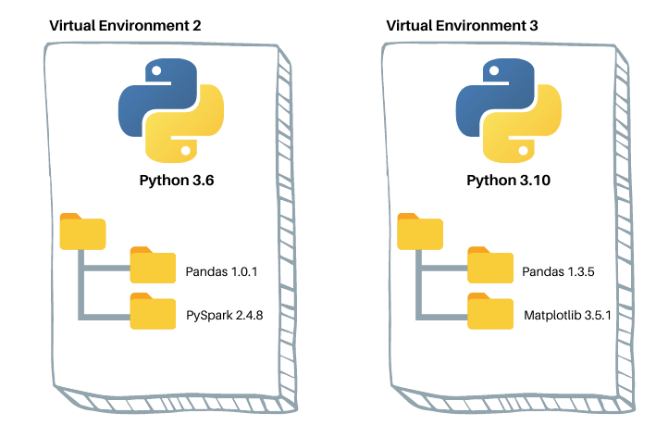 Virtual Environment 2
Python 3.6
Pandas 1.0.1
PySpark 2.4.8
Virtual Environment 3
Python 3.10
Pandas 1.3.5
Matplotlib 3.5.1